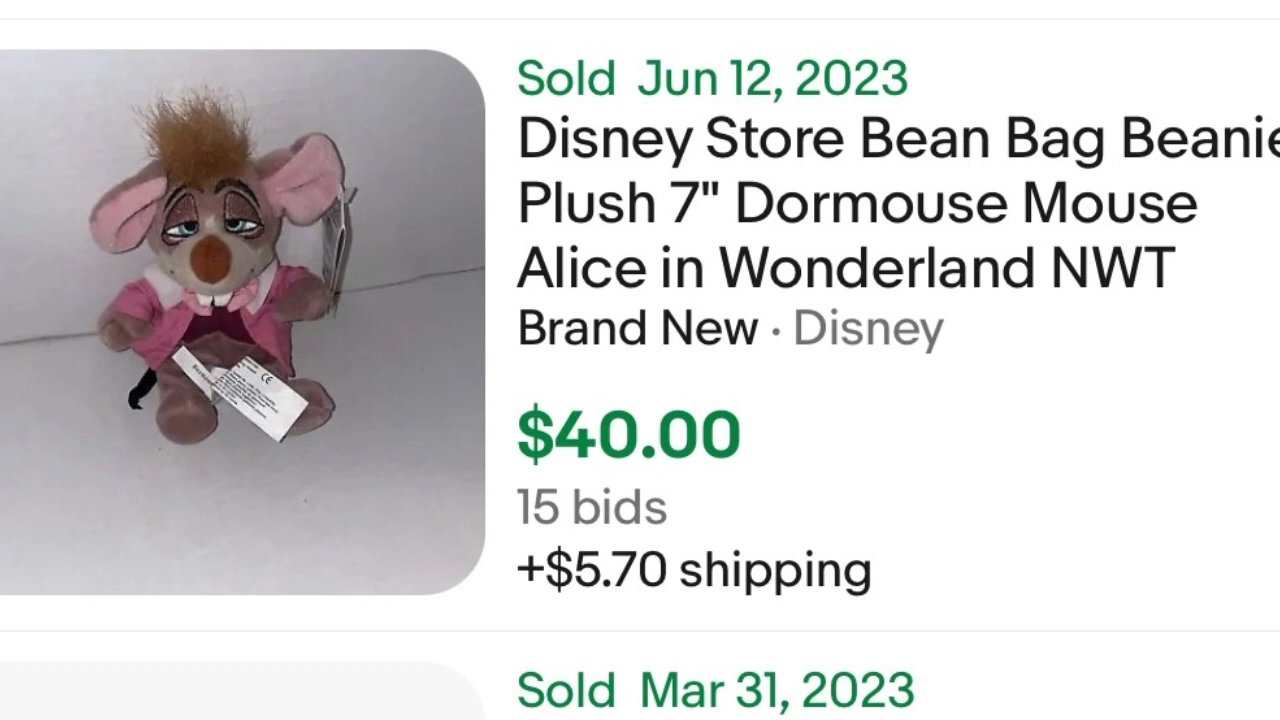 Sold Jun 12, 2023
Disney Store Bean Bag Beanie
Plush 7" Dormouse Mouse
Alice in Wonderland NWT
Brand New · Disney
$40.00
15 bids
+$5.70 shipping
Sold Mar 31, 2023
CE